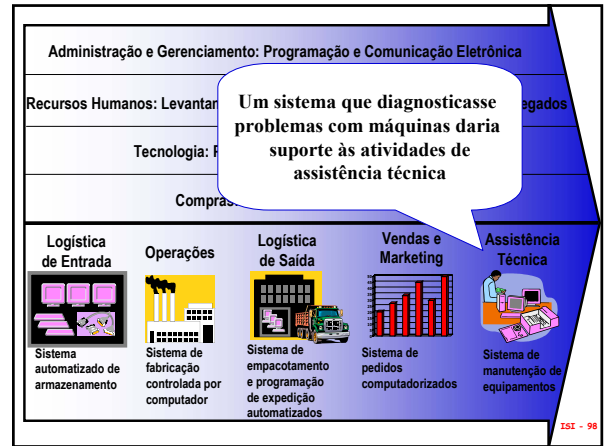 Administração e Gerenciamento: Programação e Comunicação Eletrônica
Recursos Humanos: egados
Tecnologia:
Compras
Um sistema que diagnosticasse
problemas com máquinas daria
suporte às atividades de
assistência técnica
Logística
de Entrada
Operações
Logística
de Saída
Vendas e
Marketing
Assistência
Técnica
Sistema
automatizado de
armazenamento
Sistema de
fabricação
controlada por
computador
Sistema de
empacotamento
e programação
de expedição
automatizados
Sistema de
pedidos
computadorizados
Sistema de
manutenção de
equipamentos
ISI - 98